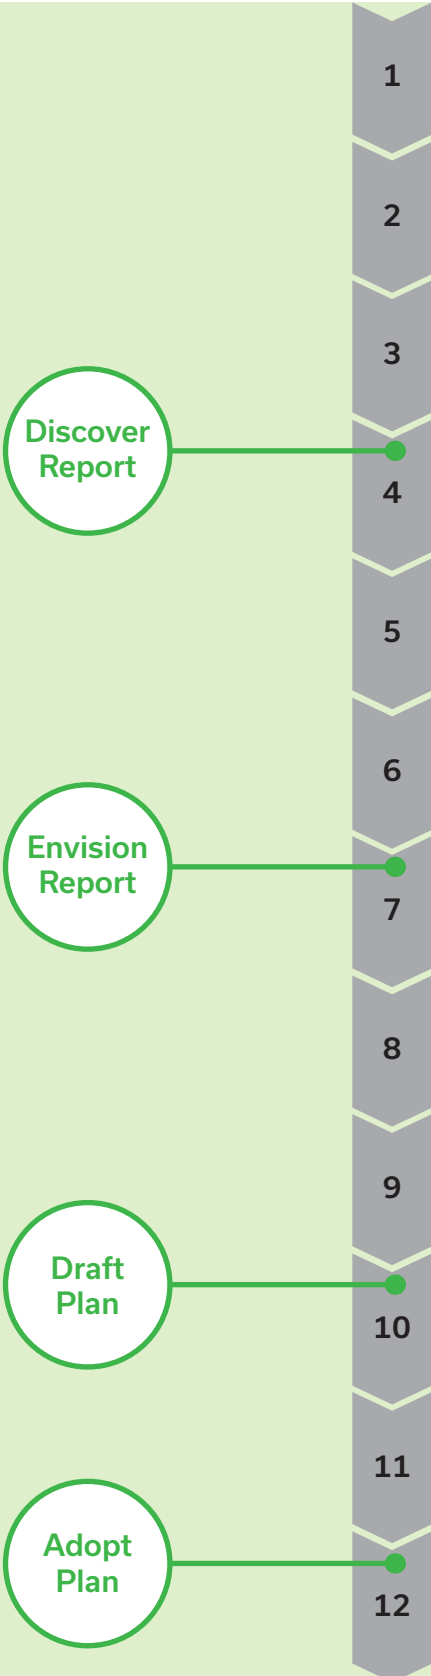 1
2
3
Discover
Report
4
5
6
Envision
Report
7
8
9
Draft
Plan
10
11
Adopt
Plan
12